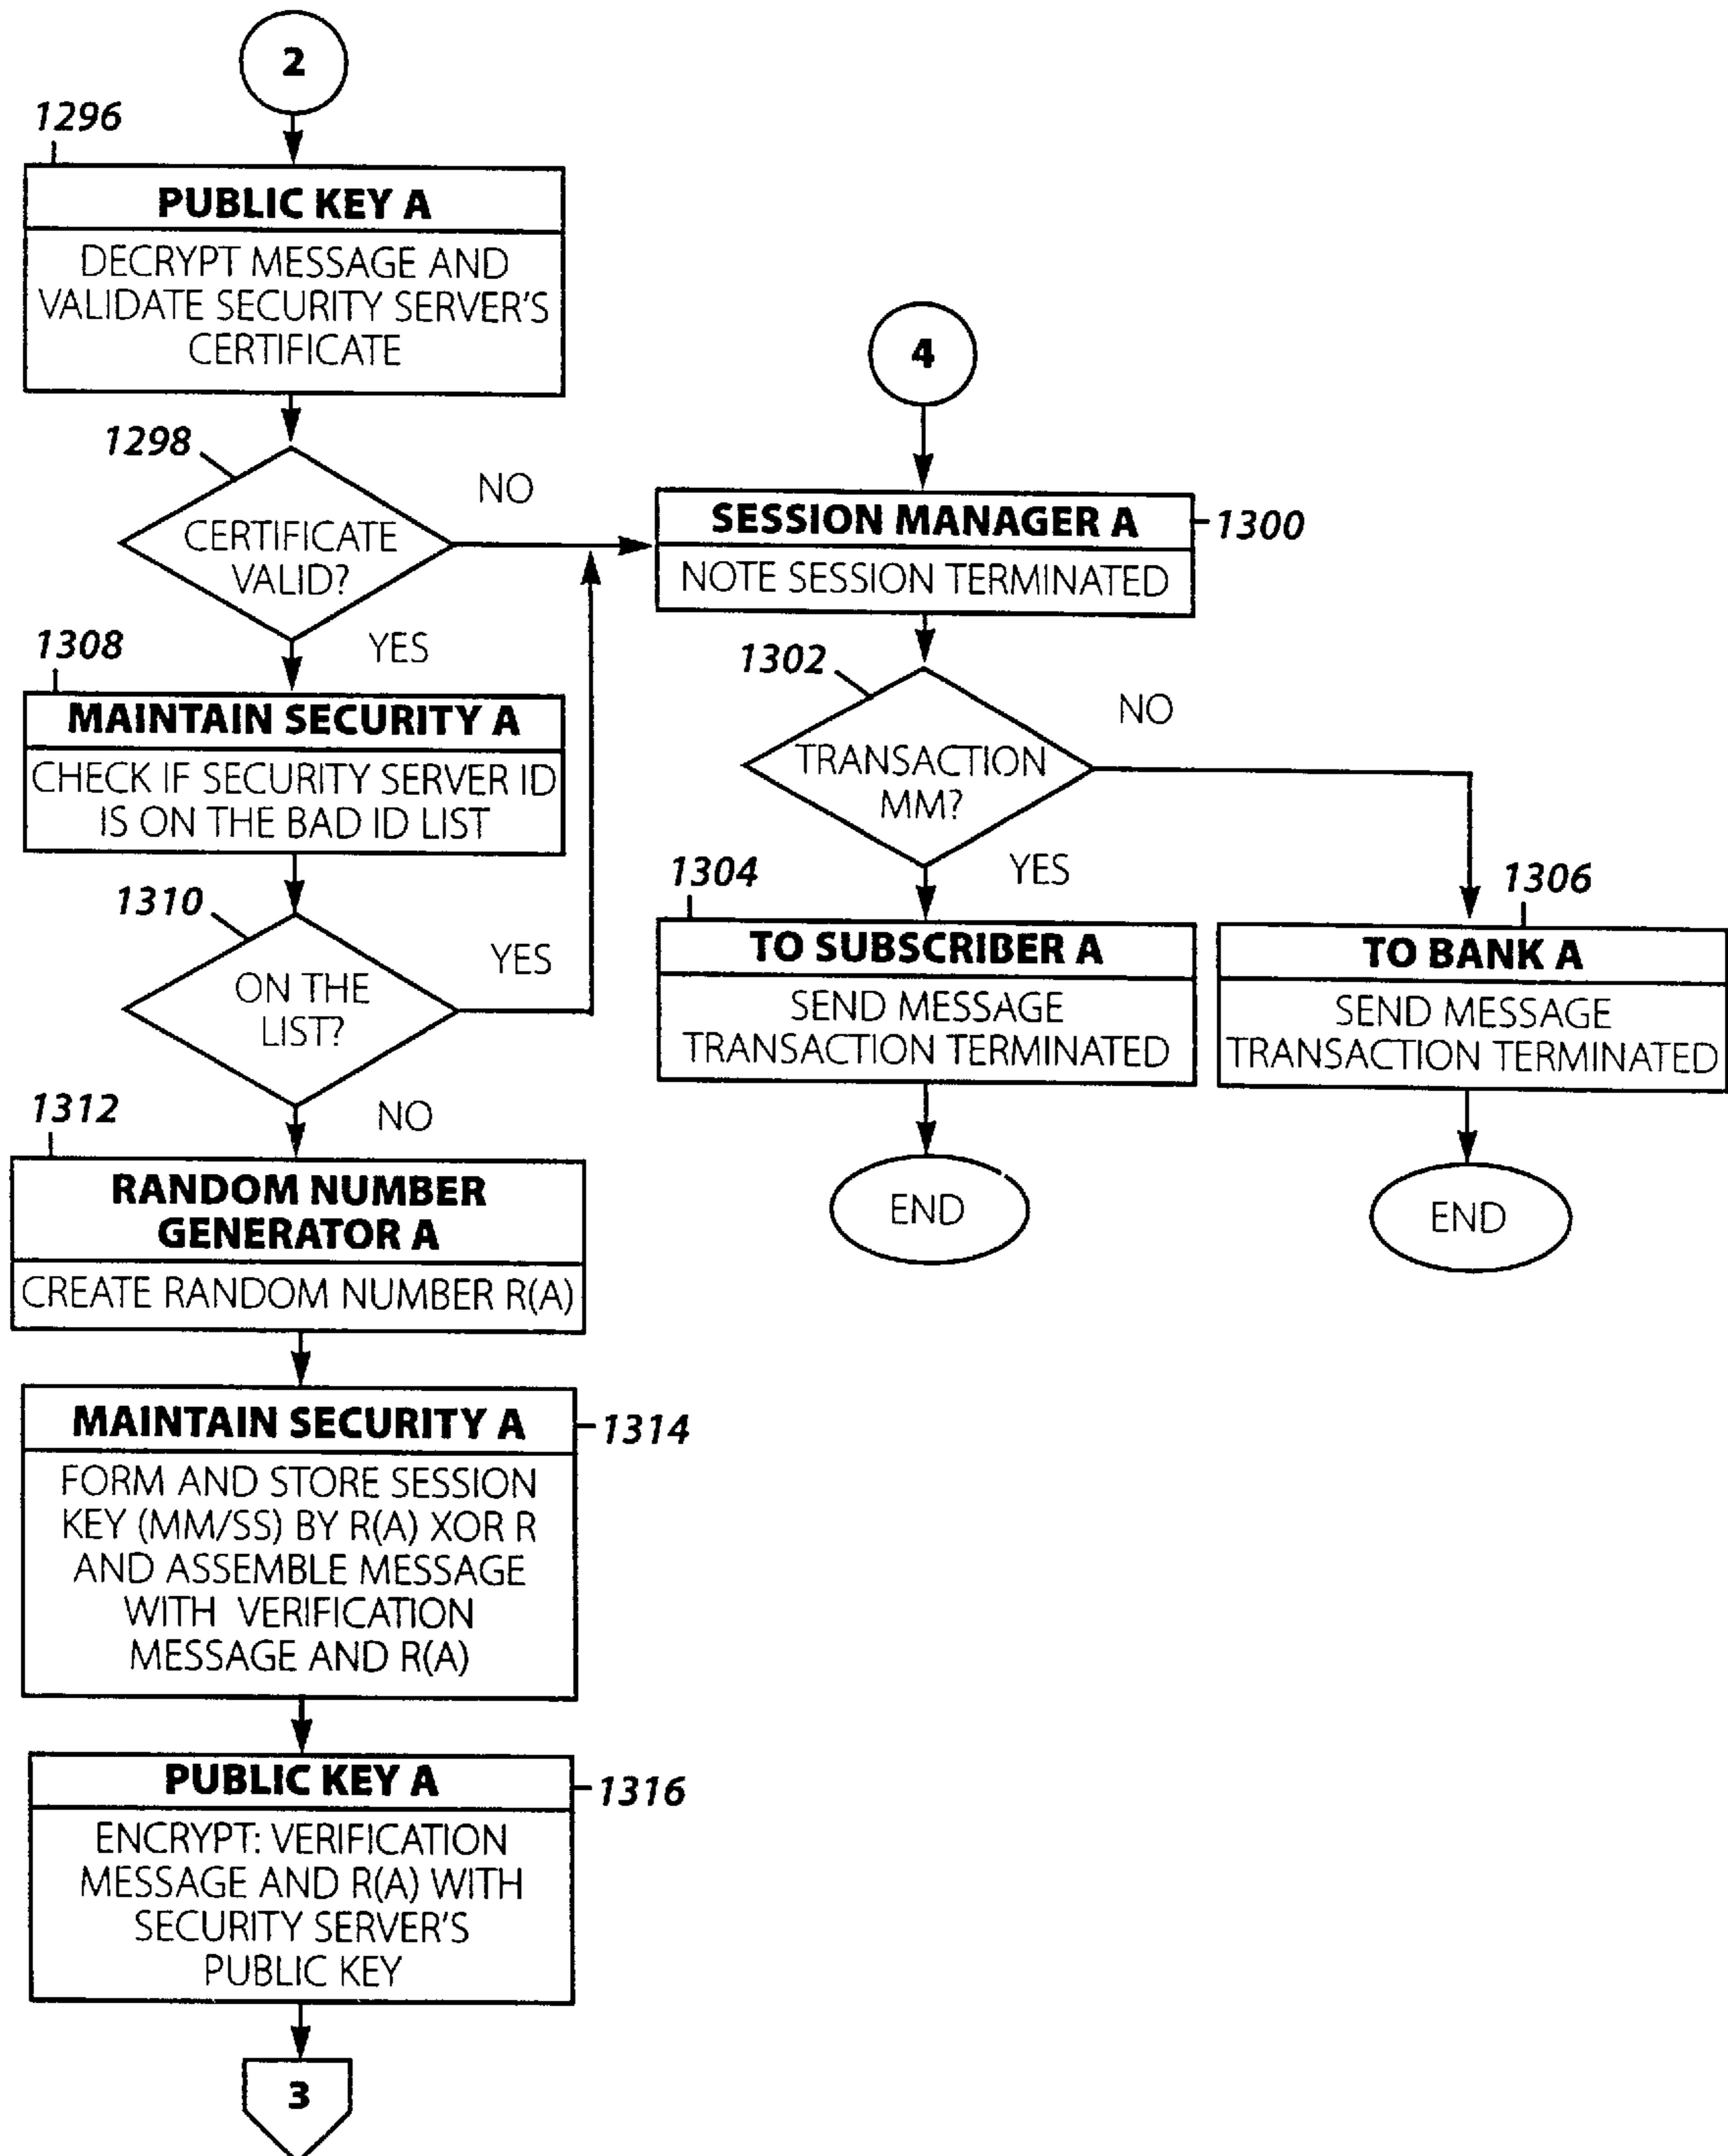 2
1296
PUBLIC KEY A
DECRYPT MESSAGE AND
VALIDATE SECURITY SERVER'S
CERTIFICATE
1298
CERTIFICATE
VALID?
NO
YES
1308
MAINTAIN SECURITY A
CHECK IF SECURITY SERVER ID
IS ON THE BAD ID LIST
1310
ON THE
LIST?
YES
NO
1312
RANDOM NUMBER
GENERATOR A
CREATE RANDOM NUMBER R(A)
MAINTAIN SECURITY A
1314
FORM AND STORE SESSION
KEY (MM/SS) BY R(A) XOR R
AND ASSEMBLE MESSAGE
WITH VERIFICATION
MESSAGE AND R(A)
PUBLIC KEY A
1316
ENCRYPT: VERIFICATION
MESSAGE AND R(A) WITH
SECURITY SERVER'S
PUBLIC KEY
3
4
SESSION MANAGER A
1300
NOTE SESSION TERMINATED
1302
TRANSACTION
MM?
NO
YES
1304
TO SUBSCRIBER A
SEND MESSAGE
TRANSACTION TERMINATED
END
1306
TO BANK A
SEND MESSAGE
TRANSACTION TERMINATED
END